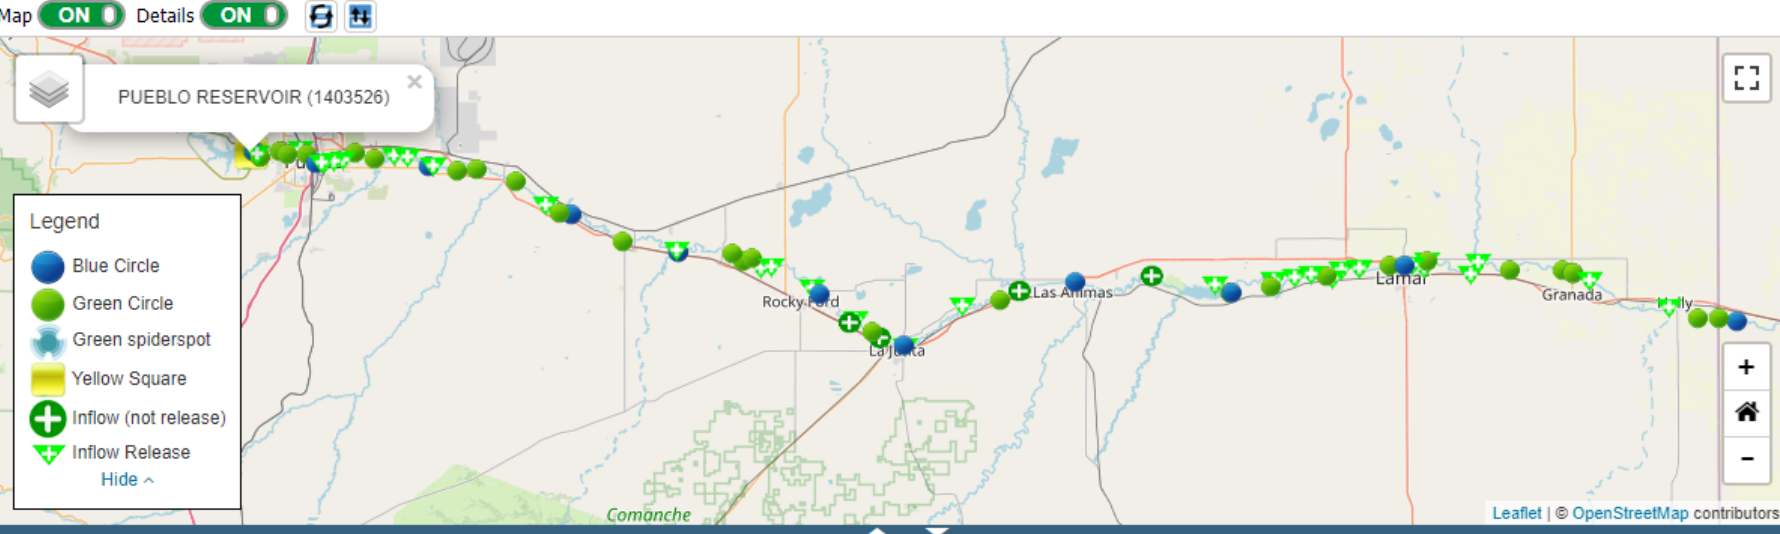 Map ON Details ON
PUEBLO RESERVOIR (1403526)
×
Legend
Blue Circle
Green Circle
Green spiderspot
Yellow Square
Inflow (not release)
Inflow Release
Hide
Rocky Ford
La Junta
Las Animas
Lamar
Granada
Comanche
+
−
Leaflet | © OpenStreetMap contributors